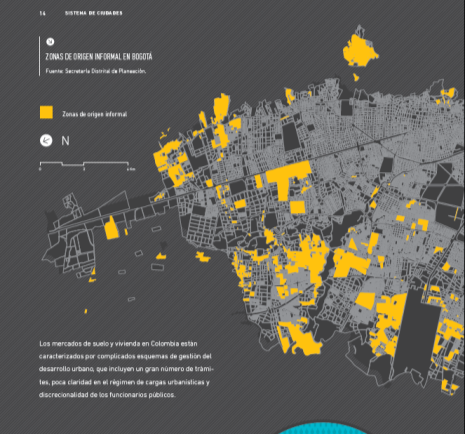 14 SISTEMA DE CIUDADES
ZONAS DE ORIGEN INFORMAL EN BOGOTÁ
Fuente: Secretaría Distrital de Planeación.
Zonas de origen informal
N
0
Los mercados de suelo y vivienda en Colombia están
caracterizados por complicados esquemas de gestión del
desarrollo urbano, que incluyen un gran número de trámi-
tes, poca claridad en el régimen de cargas urbanísticas y
discrecionalidad de los funcionarios públicos.